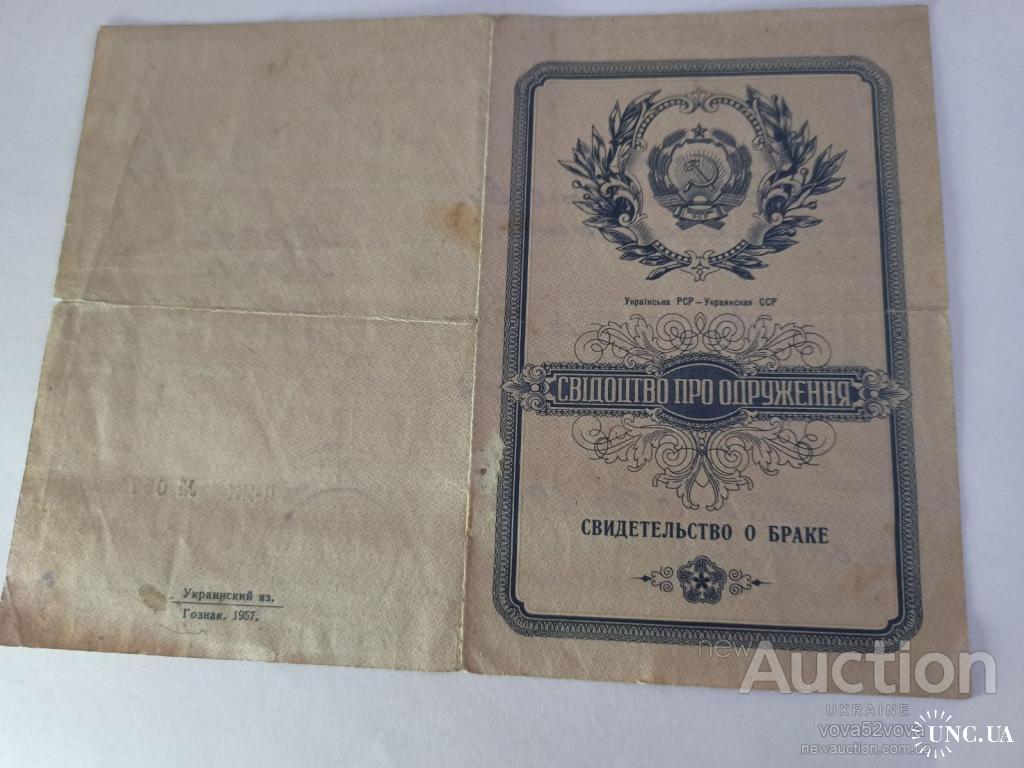 Українська РСР — Украинская ССР
СВІДОЦТВО ПРО ОДРУЖЕННЯ
СВИДЕТЕЛЬСТВО О БРАКЕ
Украинский яз.
Гознак. 1957.
new Auction
UKRAINE
vova52vova
newauction.com.ua
UNC.UA